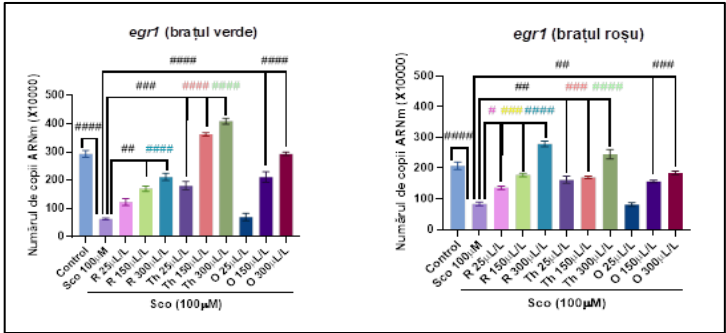 egr1 (brațul verde)
####
####
###
####
####
####
##
####
Numărul de copii ARNm (X10000)
500
400
300
200
100
0
Control
Sco 100µM
R 25µL/L
R 150µL/L
R 300µL/L
Th 25µL/L
Th 150µL/L
Th 300µL/L
O 25µL/L
O 150µL/L
O 300µL/L
Sco (100µM)
egr1 (brațul roșu)
##
###
##
###
####
#
###
####
####
Numărul de copii ARNm (X10000)
500
400
300
200
100
0
Control
Sco 100µM
R 25µL/L
R 150µL/L
R 300µL/L
Th 25µL/L
Th 150µL/L
Th 300µL/L
O 25µL/L
O 150µL/L
O 300µL/L
Sco (100µM)